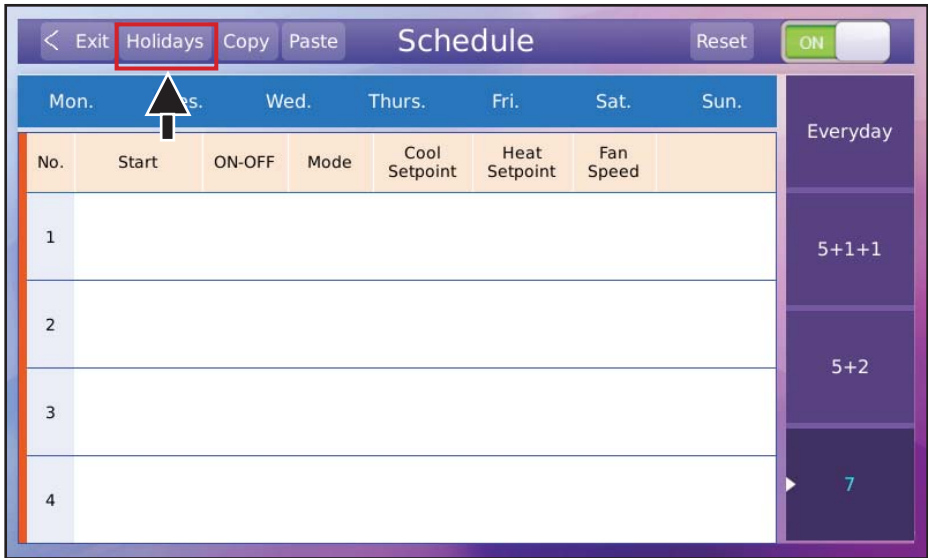 Exit Holidays Copy Paste Schedule Reset ON
Mon. Wed. Thurs. Fri. Sat. Sun.
Everyday
No. Start ON-OFF Mode Cool Setpoint Heat Setpoint Fan Speed
1
5+1+1
2
5+2
3
7
4